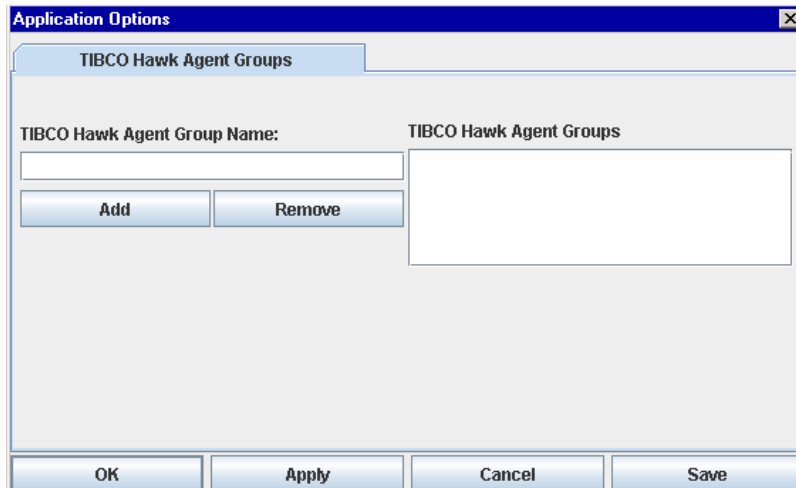 Application Options
TIBCO Hawk Agent Groups
TIBCO Hawk Agent Group Name:
TIBCO Hawk Agent Groups
Add Remove
OK Apply Cancel Save